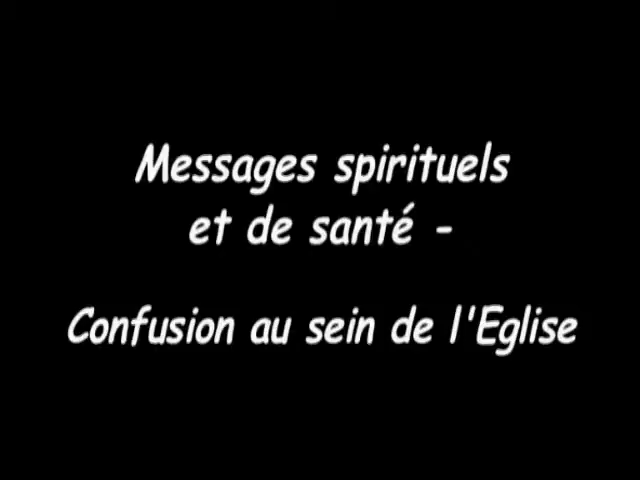 Messages spirituels
et de santé -
Confusion au sein de l'Eglise